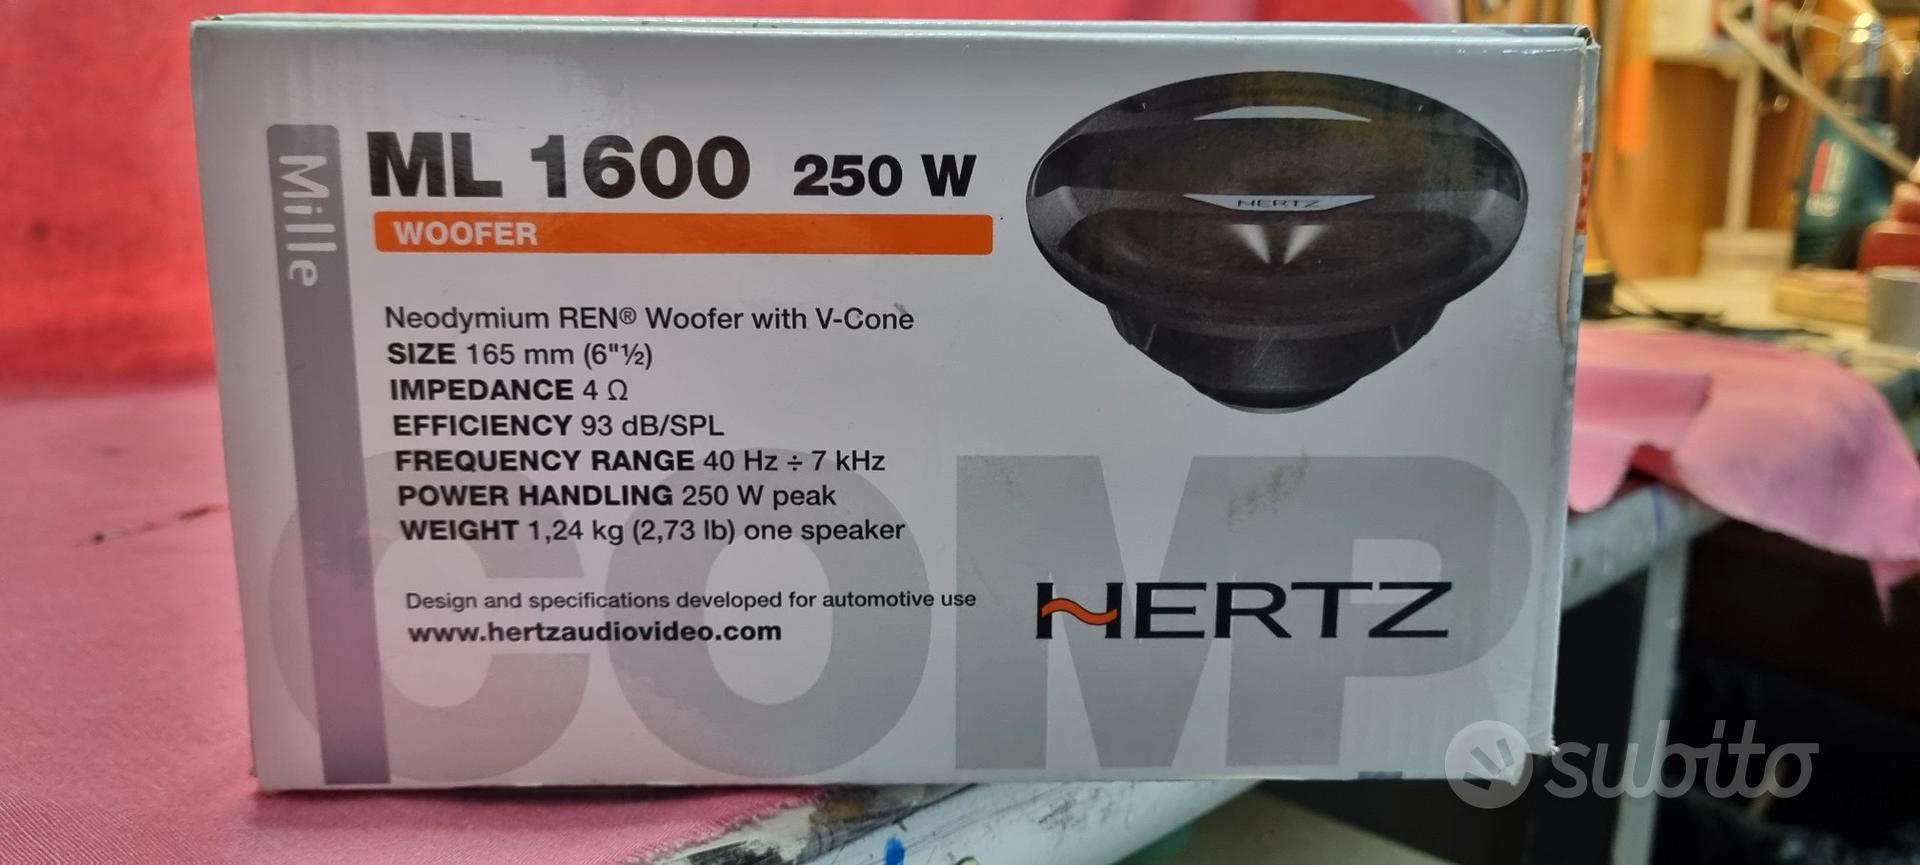 Mille
ML 1600 250 W
WOOFER
HERTZ
Neodymium REN® Woofer with V-Cone
SIZE 165 mm (6"½)
IMPEDANCE 4 Ω
EFFICIENCY 93 dB/SPL
FREQUENCY RANGE 40 Hz ÷ 7 kHz
POWER HANDLING 250 W peak
WEIGHT 1,24 kg (2,73 lb) one speaker
COMP
Design and specifications developed for automotive use
www.hertzaudiovideo.com
HERTZ
subito